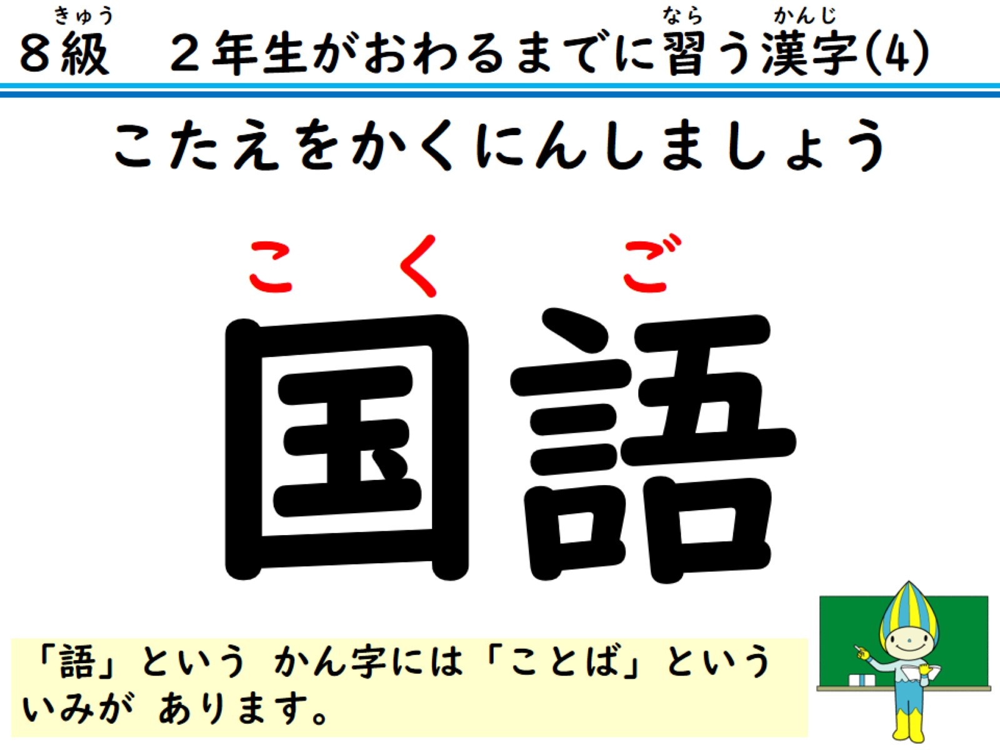 きゅう なら かんじ
８級 ２年生がおわるまでに習う漢字(4)
こたえをかくにんしましょう
こくご
国語
「語」という かん字には「ことば」という
いみが あります。